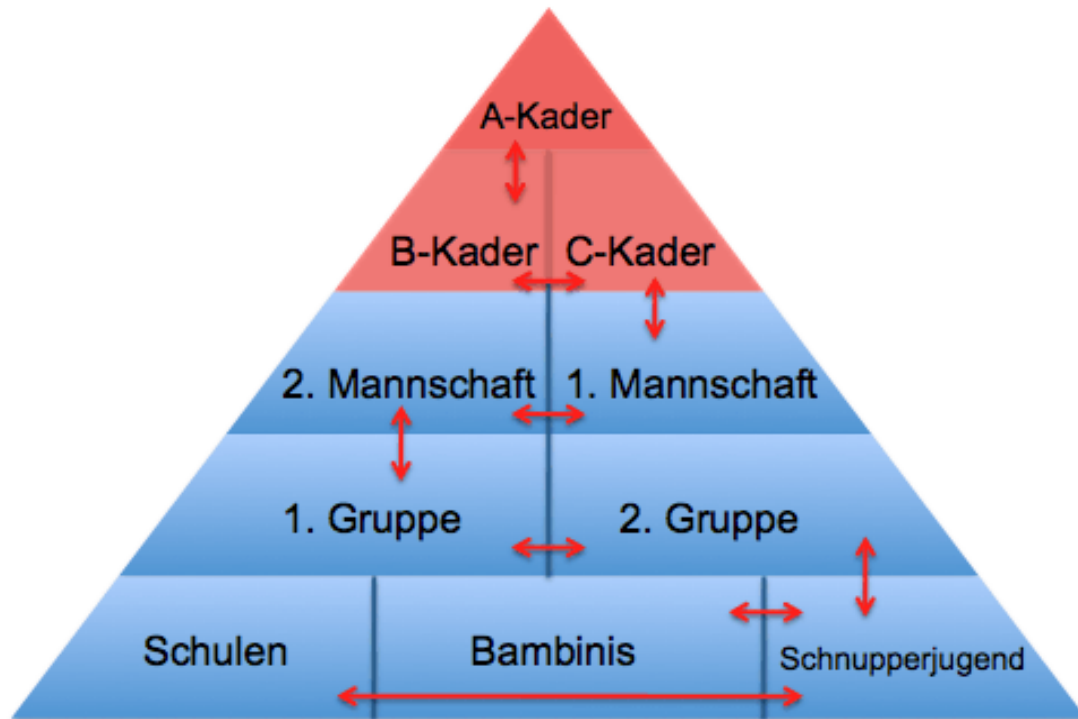 A-Kader
B-Kader C-Kader
2. Mannschaft 1. Mannschaft
1. Gruppe 2. Gruppe
Schulen Bambinis Schnupperjugend